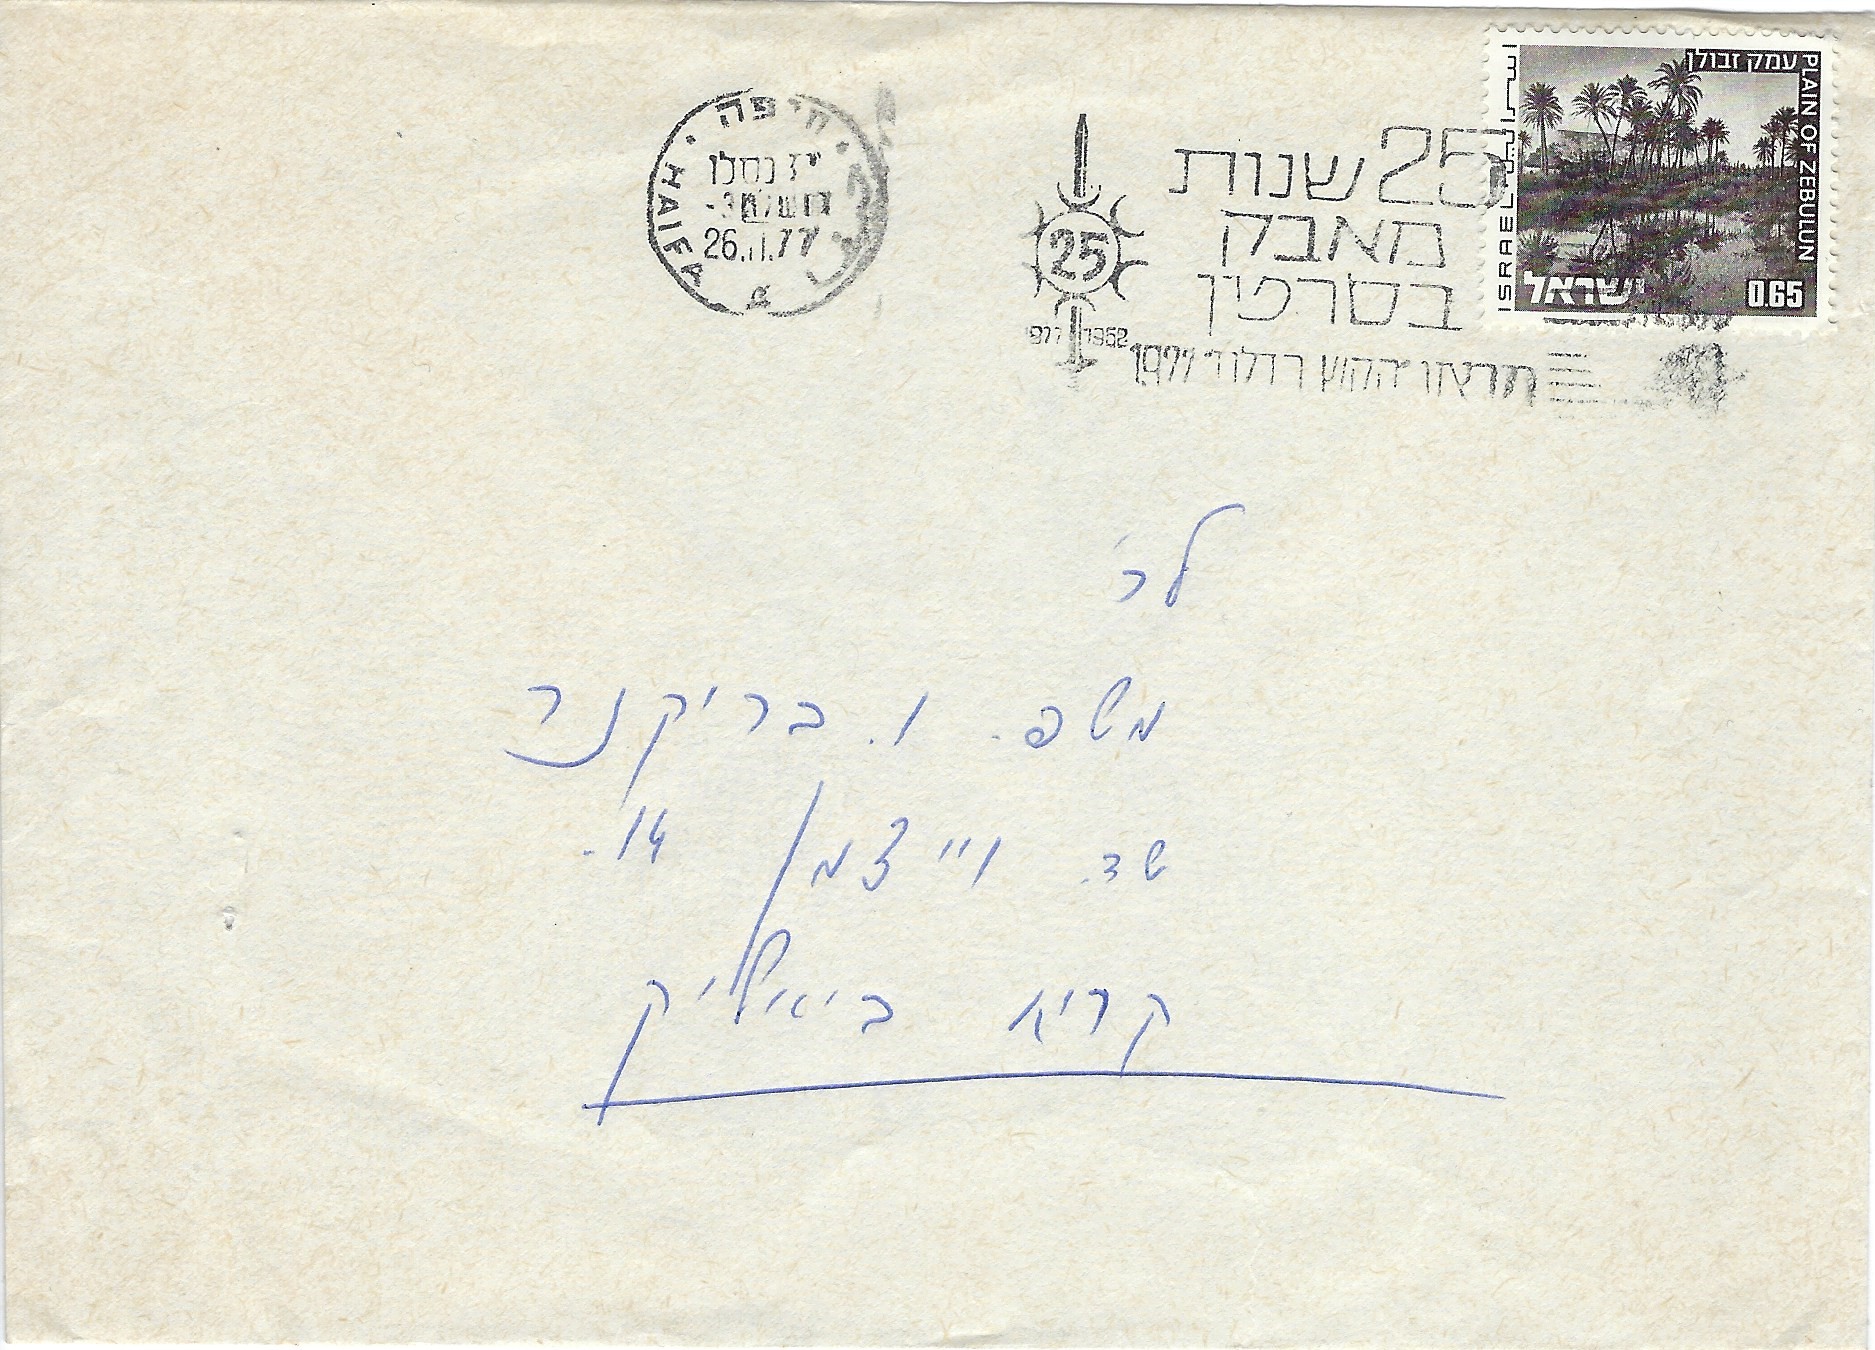 חיפה
HAIFA
י"ז כסלו
26.11.77
25 שנות
מאבק
בסרטן
25
1952
1977
עמק זבולון
PLAIN OF ZEBULUN
ISRAEL
ישראל
0.65
לכ'
משפ. ו. בריקנר
שד. וייצמן 14.
קרית ביאליק